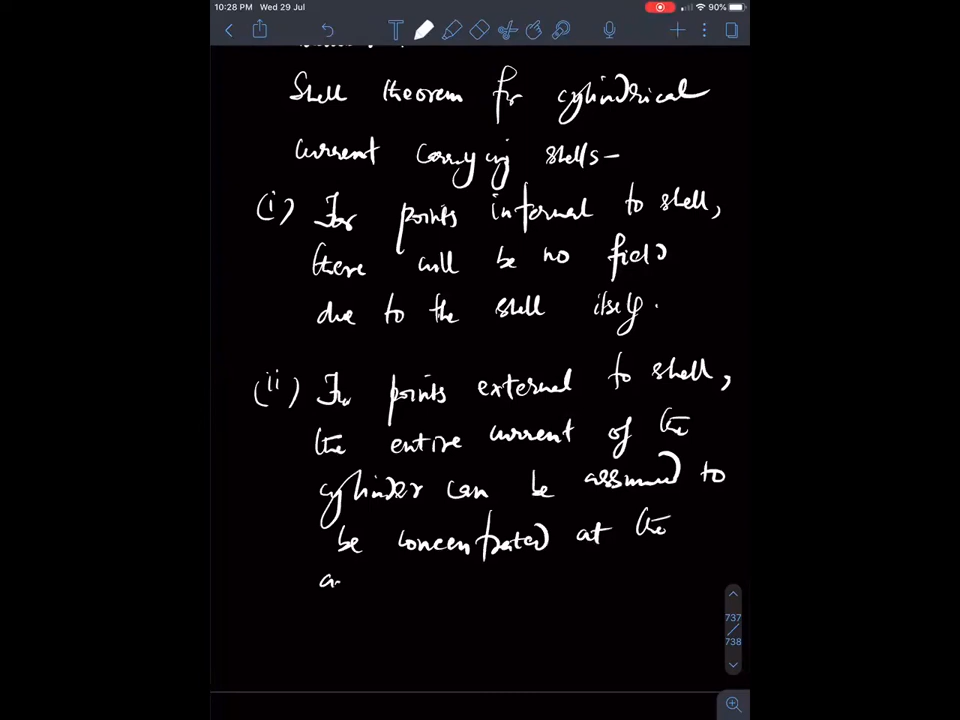 10:28 PM Wed 29 Jul
90%
Shell theorem for cylindrical
current carrying shells-
(i) For points internal to shell,
there will be no field
due to the shell itself.
(ii) For points external to shell,
the entire current of the
cylinder can be assumed to
be concentrated at the
a
737
738